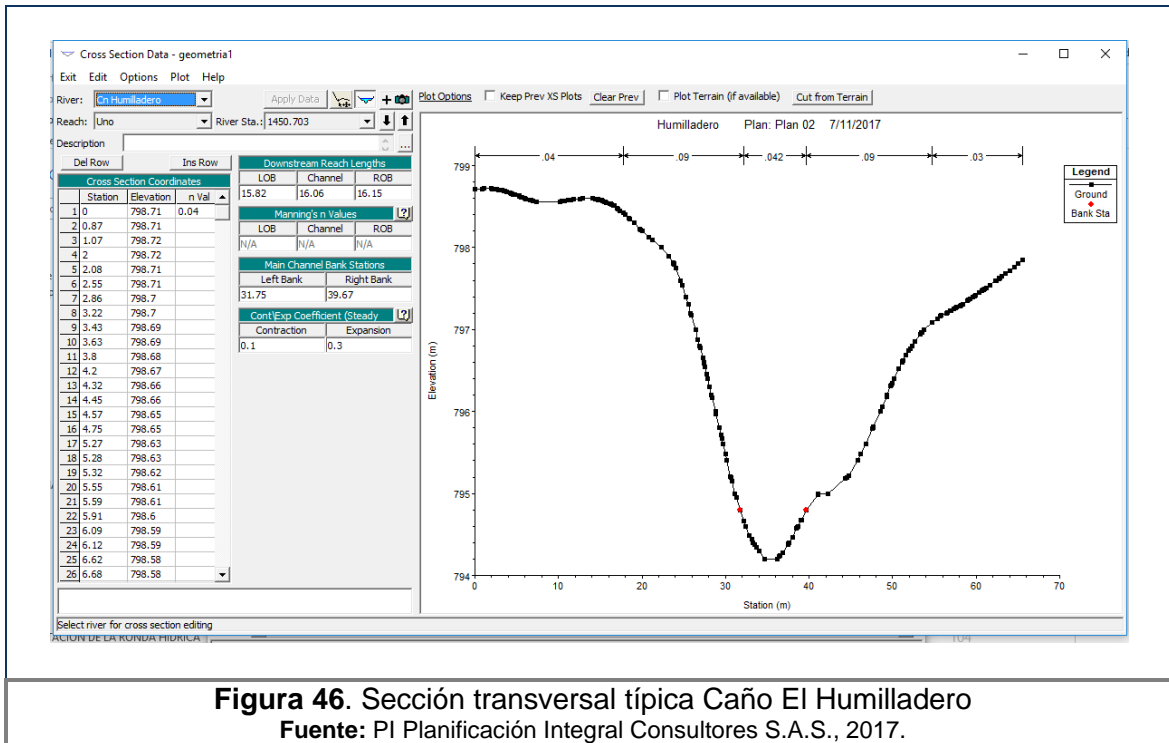 Cross Section Data - geometria1
Exit Edit Options Plot Help
River: Cn Humilladero Apply Data Plot Options Keep Prev XS Plots Clear Prev Plot Terrain (if available) Cut from Terrain
Reach: Uno River Sta.: 1450.703
Description ...
Del Row Ins Row
Cross Section Coordinates
Station Elevation n Val
1 0 798.71 0.04
2 0.87 798.71
3 1.07 798.72
4 2 798.72
5 2.08 798.71
6 2.55 798.71
7 2.86 798.7
8 3.22 798.7
9 3.43 798.69
10 3.63 798.69
11 3.8 798.68
12 4.2 798.67
13 4.32 798.66
14 4.45 798.66
15 4.57 798.65
16 4.75 798.65
17 5.27 798.63
18 5.28 798.63
19 5.32 798.62
20 5.55 798.61
21 5.59 798.61
22 5.91 798.6
23 6.09 798.59
24 6.12 798.59
25 6.62 798.58
26 6.68 798.58
Downstream Reach Lengths
LOB Channel ROB
15.82 16.06 16.15
Manning's n Values
LOB Channel ROB
N/A N/A N/A
Main Channel Bank Stations
Left Bank Right Bank
31.75 39.67
Cont\Exp Coefficient (Steady
Contraction Expansion
0.1 0.3
Humilladero Plan: Plan 02 7/11/2017
.04 .09 .042 .09 .03
Legend
Ground
Bank Sta
799
798
797
796
795
794
Elevation (m)
0 10 20 30 40 50 60 70
Station (m)
Select river for cross section editing
ACION DE LA RONDA HIDRICA
104
Figura 46. Sección transversal típica Caño El Humilladero
Fuente: PI Planificación Integral Consultores S.A.S., 2017.